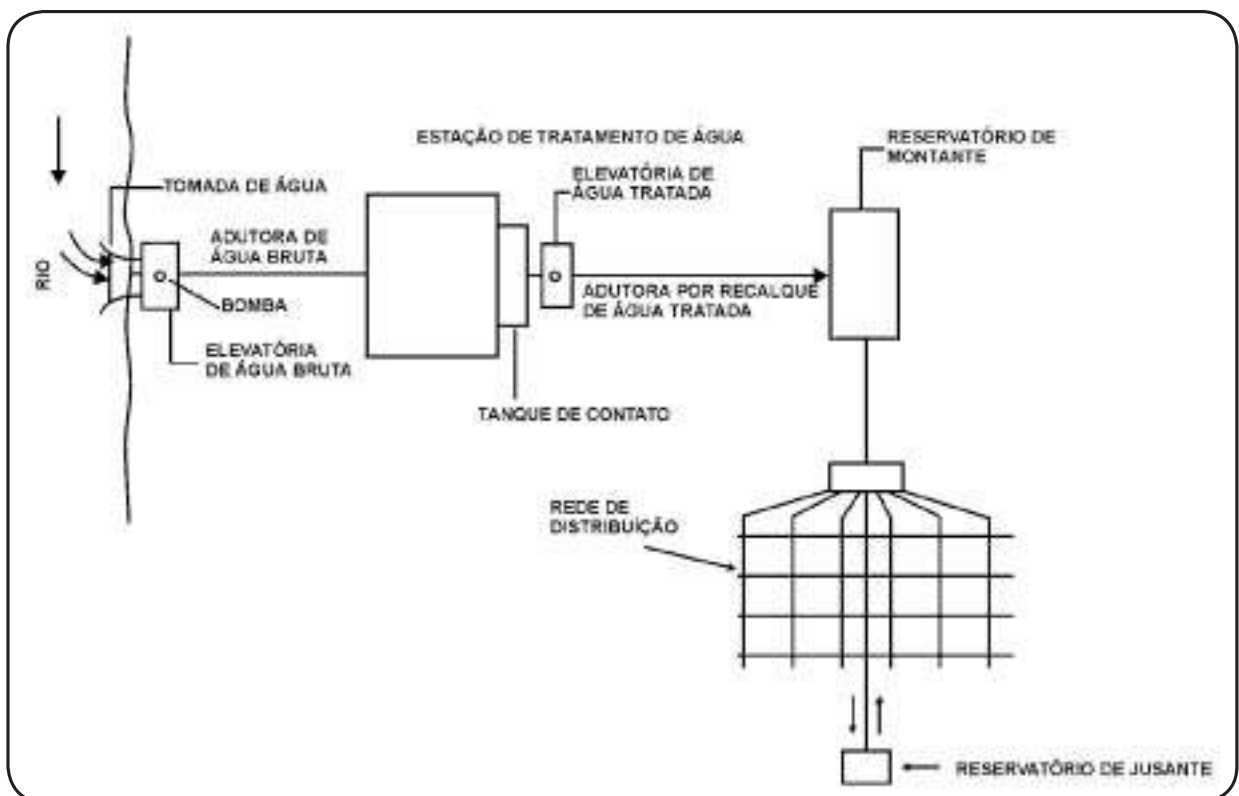 ESTAÇÃO DE TRATAMENTO DE ÁGUA
RESERVATÓRIO DE
MONTANTE
TOMADA DE ÁGUA
ELEVATÓRIA DE
ÁGUA TRATADA
ADUTORA DE
ÁGUA BRUTA
RIO
BOMBA
ADUTORA POR RECALQUE
DE ÁGUA TRATADA
ELEVATÓRIA
DE ÁGUA BRUTA
TANQUE DE CONTATO
REDE DE
DISTRIBUIÇÃO
RESERVATÓRIO DE JUSANTE